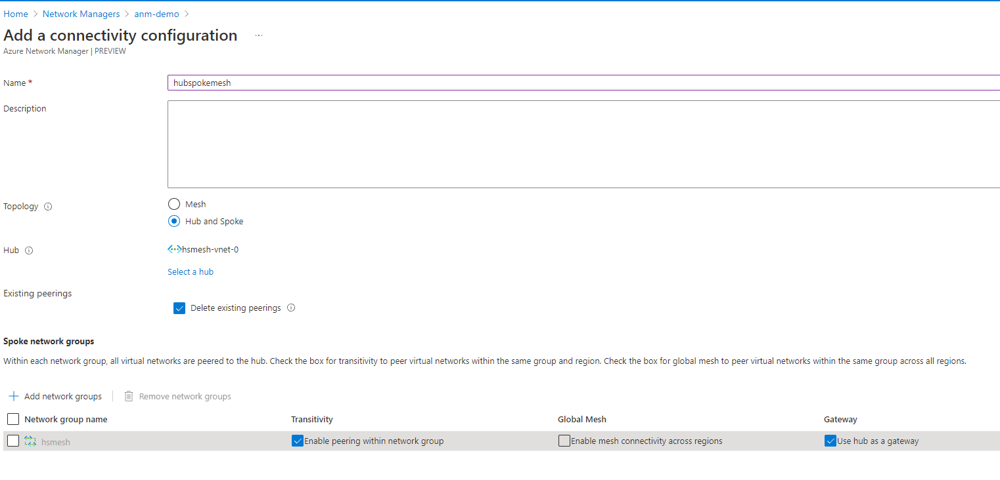 Home > Network Managers > anm-demo >
Add a connectivity configuration ...
Azure Network Manager | PREVIEW
Name *
hubspokemesh
Description
Topology
Mesh
Hub and Spoke
Hub
hsmesh-vnet-0
Select a hub
Existing peerings
Delete existing peerings
Spoke network groups
Within each network group, all virtual networks are peered to the hub. Check the box for transitivity to peer virtual networks within the same group and region. Check the box for global mesh to peer virtual networks within the same group across all regions.
Add network groups | Remove network groups
Network group name Transitivity Global Mesh Gateway
hsmesh Enable peering within network group Enable mesh connectivity across regions Use hub as a gateway